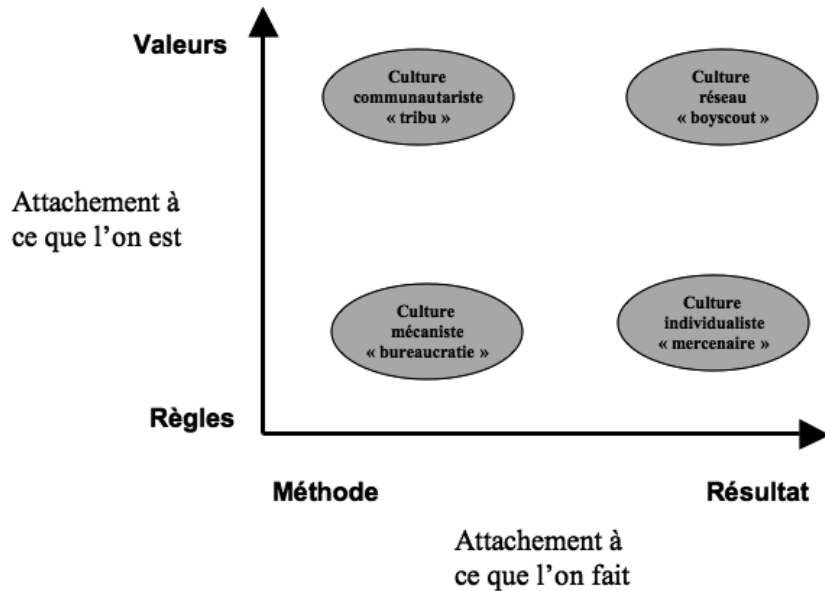 Valeurs
Culture
communautariste
« tribu »
Culture
réseau
« boyscout »
Attachement à
ce que l’on est
Culture
mécaniste
« bureaucratie »
Culture
individualiste
« mercenaire »
Règles
Méthode
Résultat
Attachement à
ce que l’on fait